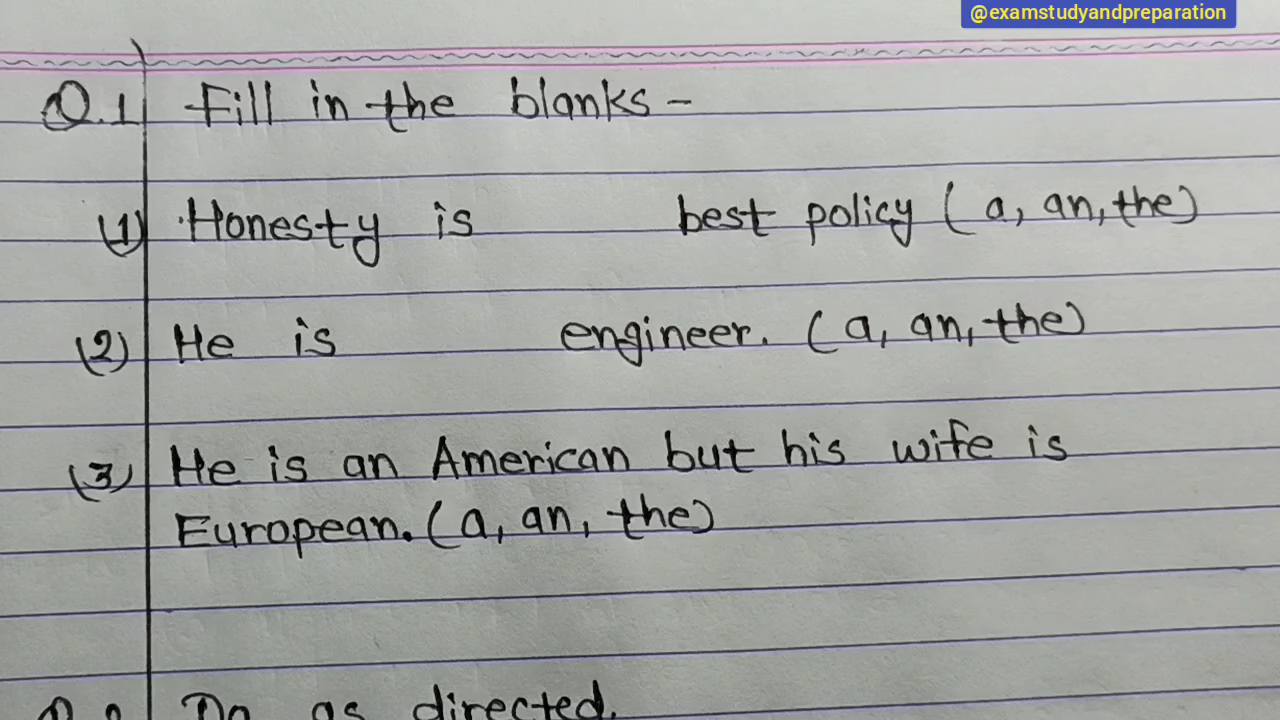 @examstudyandpreparation
Q.1 Fill in the blanks -
(1) Honesty is best policy (a, an, the)
(2) He is engineer. (a, an, the)
(3) He is an American but his wife is
European. (a, an, the)
Do as directed.